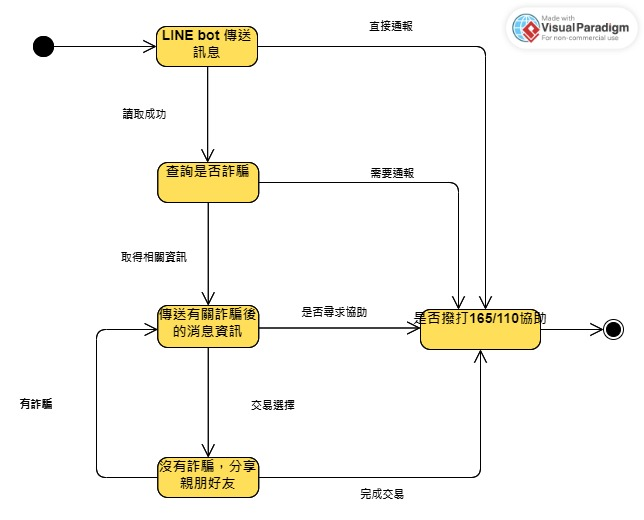 Made with
VisualParadigm
For non-commercial use
LINE bot 傳送
訊息
直接通報
讀取成功
查詢是否詐騙
需要通報
取得相關資訊
傳送有關詐騙後
的消息資訊
是否尋求協助
是否撥打165/110協助
有詐騙
交易選擇
沒有詐騙，分享
親朋好友
完成交易